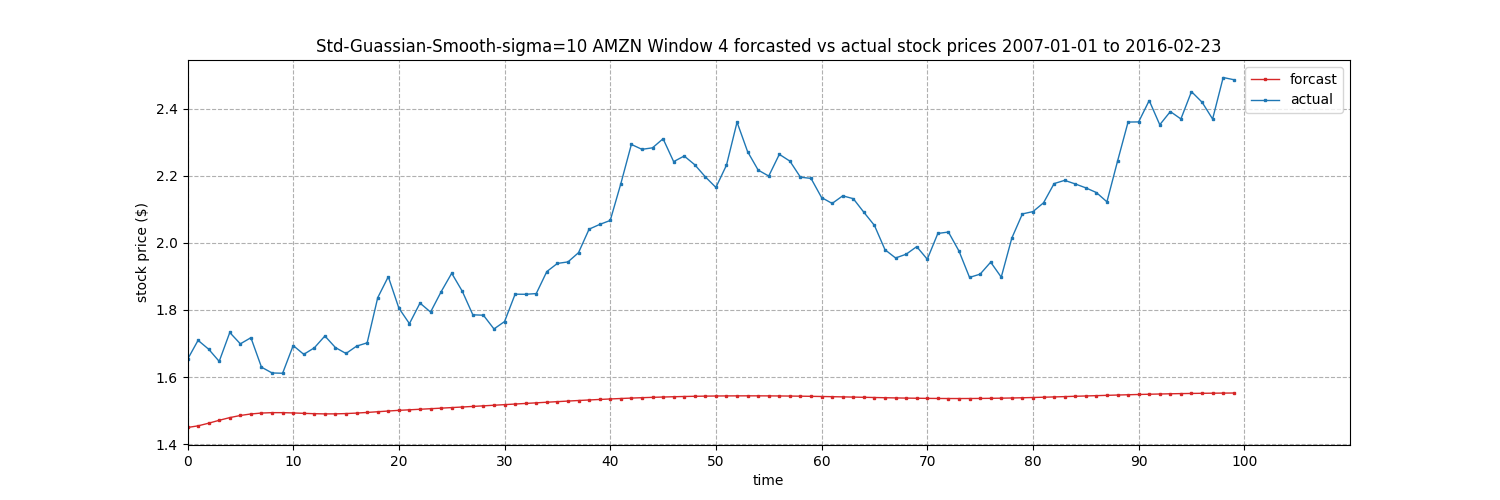 Std-Guassian-Smooth-sigma=10 AMZN Window 4 forcasted vs actual stock prices 2007-01-01 to 2016-02-23
forcast
actual
stock price ($)
2.4
2.2
2.0
1.8
1.6
1.4
0 10 20 30 40 50 60 70 80 90 100
time